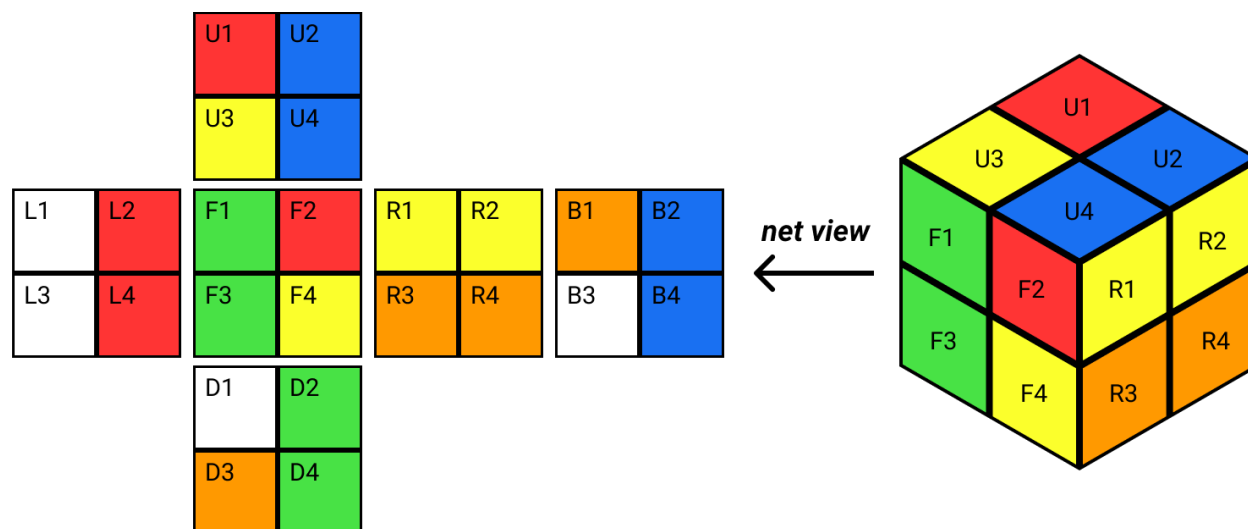 U1 U2
U3 U4
L1 L2 F1 F2 R1 R2 B1 B2
L3 L4 F3 F4 R3 R4 B3 B4
D1 D2
D3 D4
net view
U1
U3 U2
U4
F1 R2
F2 R1
F3 R4
F4 R3